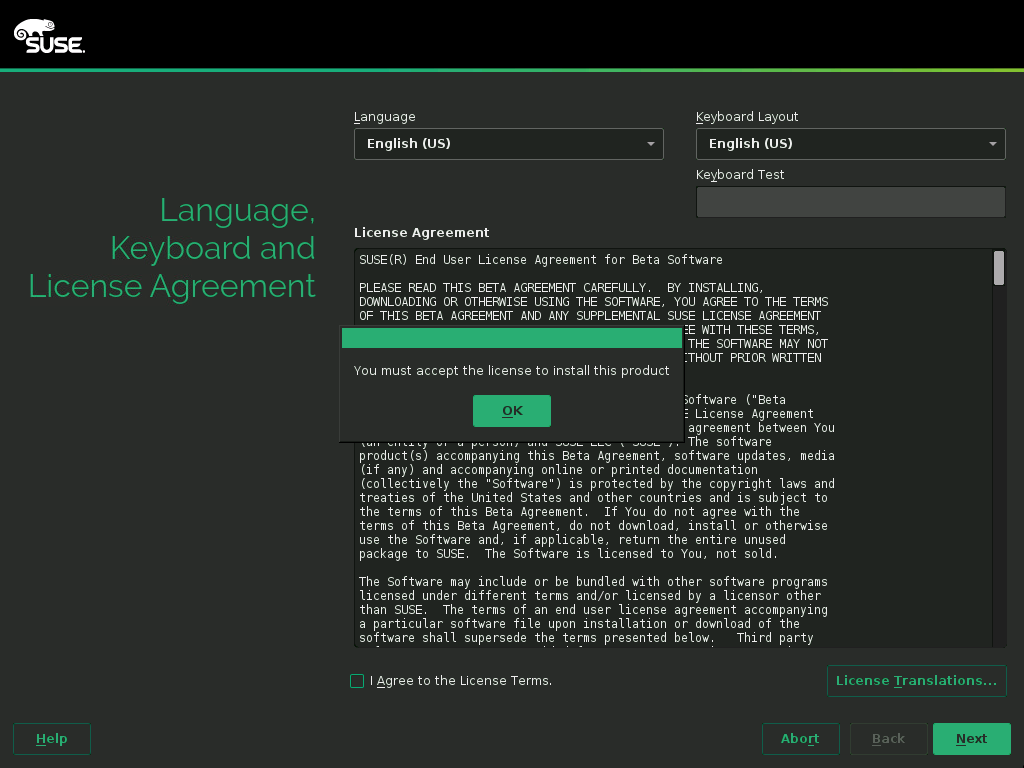 SUSE.
Language
Keyboard Layout
English (US)
English (US)
Keyboard Test
Language,
Keyboard and
License Agreement
License Agreement
SUSE(R) End User License Agreement for Beta Software
PLEASE READ THIS BETA AGREEMENT CAREFULLY.  BY INSTALLING,
DOWNLOADING OR OTHERWISE USING THE SOFTWARE, YOU AGREE TO THE TERMS
OF THIS BETA AGREEMENT AND ANY SUPPLEMENTAL SUSE LICENSE AGREEMENT
EE WITH THESE TERMS,
THE SOFTWARE MAY NOT
ITHOUT PRIOR WRITTEN
You must accept the license to install this product
OK
Software ("Beta
E License Agreement
agreement between You
(an entity or a person) and SUSE LLC ("SUSE"). The software
product(s) accompanying this Beta Agreement, software updates, media
(if any) and accompanying online or printed documentation
(collectively the "Software") is protected by the copyright laws and
treaties of the United States and other countries and is subject to
the terms of this Beta Agreement.  If You do not agree with the
terms of this Beta Agreement, do not download, install or otherwise
use the Software and, if applicable, return the entire unused
package to SUSE.  The Software is licensed to You, not sold.
The Software may include or be bundled with other software programs
licensed under different terms and/or licensed by a licensor other
than SUSE.  The terms of an end user license agreement accompanying
a particular software file upon installation or download of the
software shall supersede the terms presented below.   Third party
I Agree to the License Terms.
License Translations...
Help
Abort
Back
Next